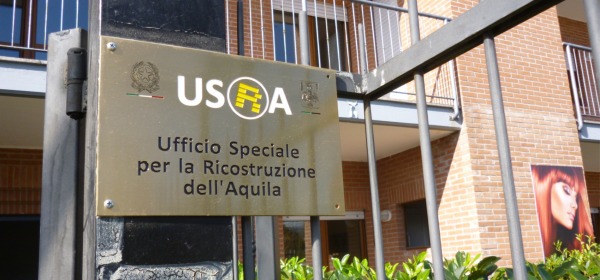 USRA
Ufficio Speciale
per la Ricostruzione
dell'Aquila